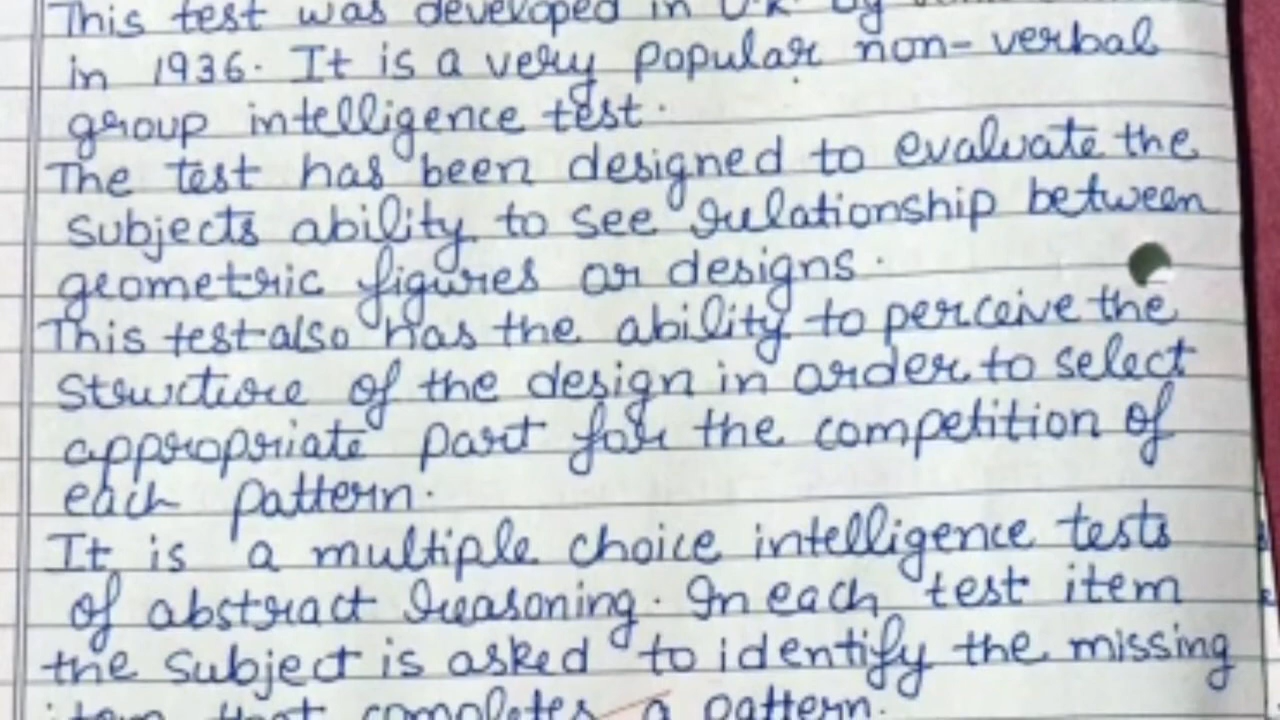 This test was developed in U.K. by
in 1936. It is a very popular non-verbal
group intelligence test.
The test has been designed to evaluate the
subjects ability to see relationship between
geometric figures or designs.
This test also has the ability to perceive the
structure of the design in order to select
appropriate part for the competition of
each pattern.
It is a multiple choice intelligence tests
of abstract reasoning. In each test item
the subject is asked to identify the missing
item that completes a pattern.